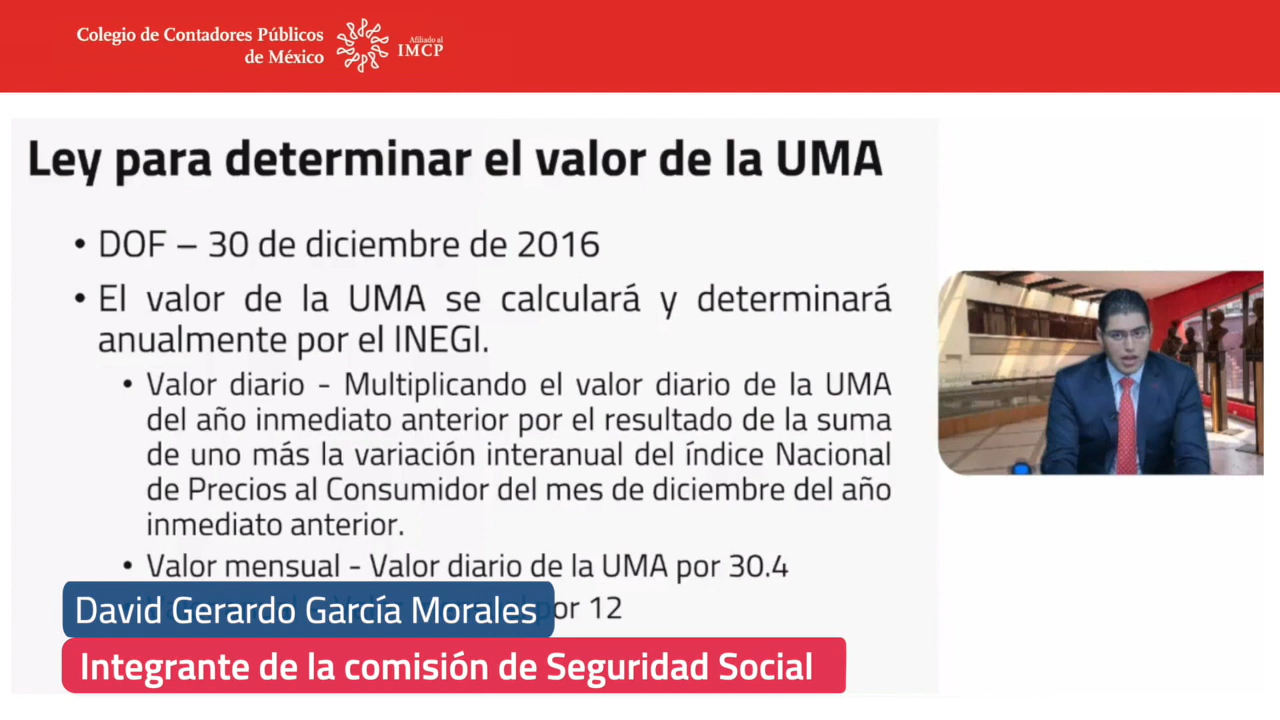 Colegio de Contadores Públicos
de México
Afiliado al
IMCP
Ley para determinar el valor de la UMA
• DOF – 30 de diciembre de 2016
• El valor de la UMA se calculará y determinará
anualmente por el INEGI.
• Valor diario - Multiplicando el valor diario de la UMA
del año inmediato anterior por el resultado de la suma
de uno más la variación interanual del índice Nacional
de Precios al Consumidor del mes de diciembre del año
inmediato anterior.
• Valor mensual - Valor diario de la UMA por 30.4
por 12
David Gerardo García Morales
Integrante de la comisión de Seguridad Social